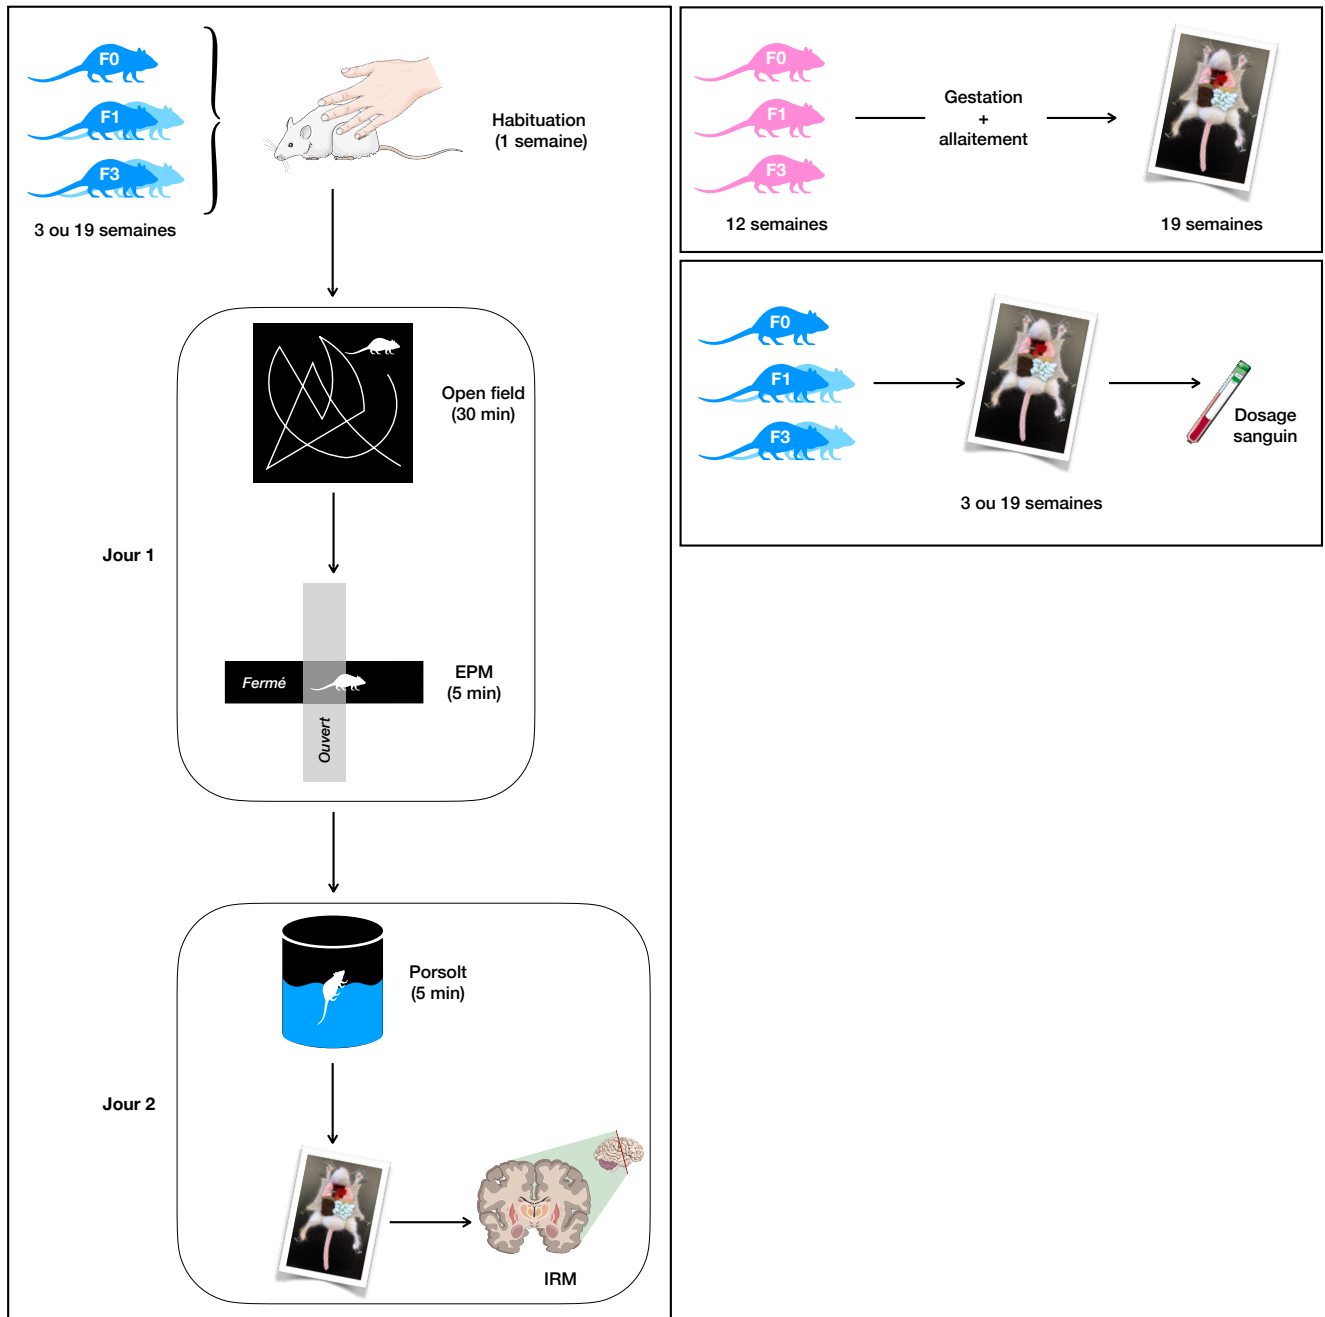 F0
F1
F3
3 ou 19 semaines
Habituation
(1 semaine)
Open field
(30 min)
Jour 1
Fermé
Ouvert
EPM
(5 min)
Porsolt
(5 min)
Jour 2
IRM
F0
F1
F3
12 semaines
Gestation
+
allaitement
19 semaines
F0
F1
F3
3 ou 19 semaines
Dosage
sanguin